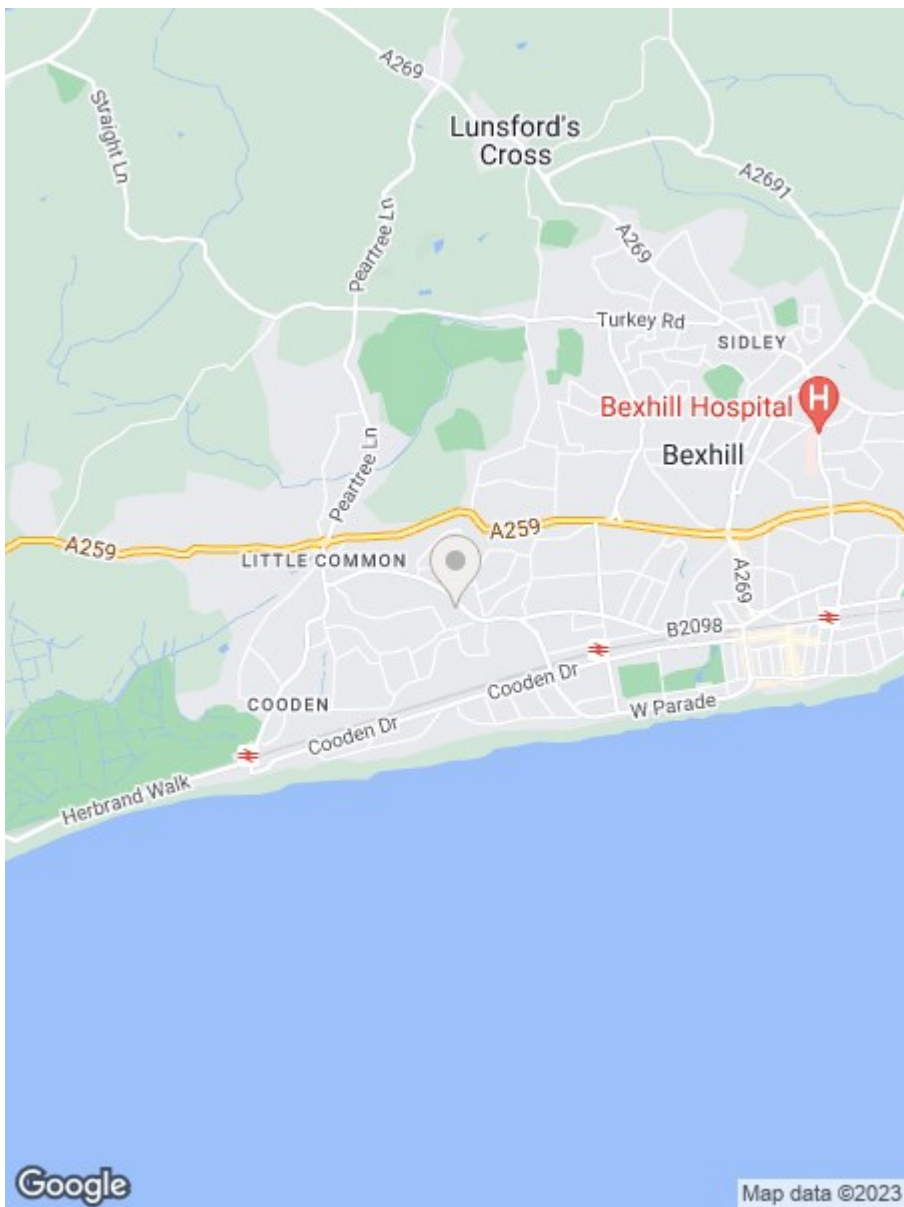 A269
Straight Ln
Lunsford's
Cross
A2691
Peartree Ln
A269
Turkey Rd
SIDLEY
Bexhill Hospital
H
Bexhill
Peartree Ln
A259
A259
LITTLE COMMON
A269
B2098
Cooden Dr
COODEN
W Parade
Cooden Dr
Herbrand Walk
Google
Map data ©2023